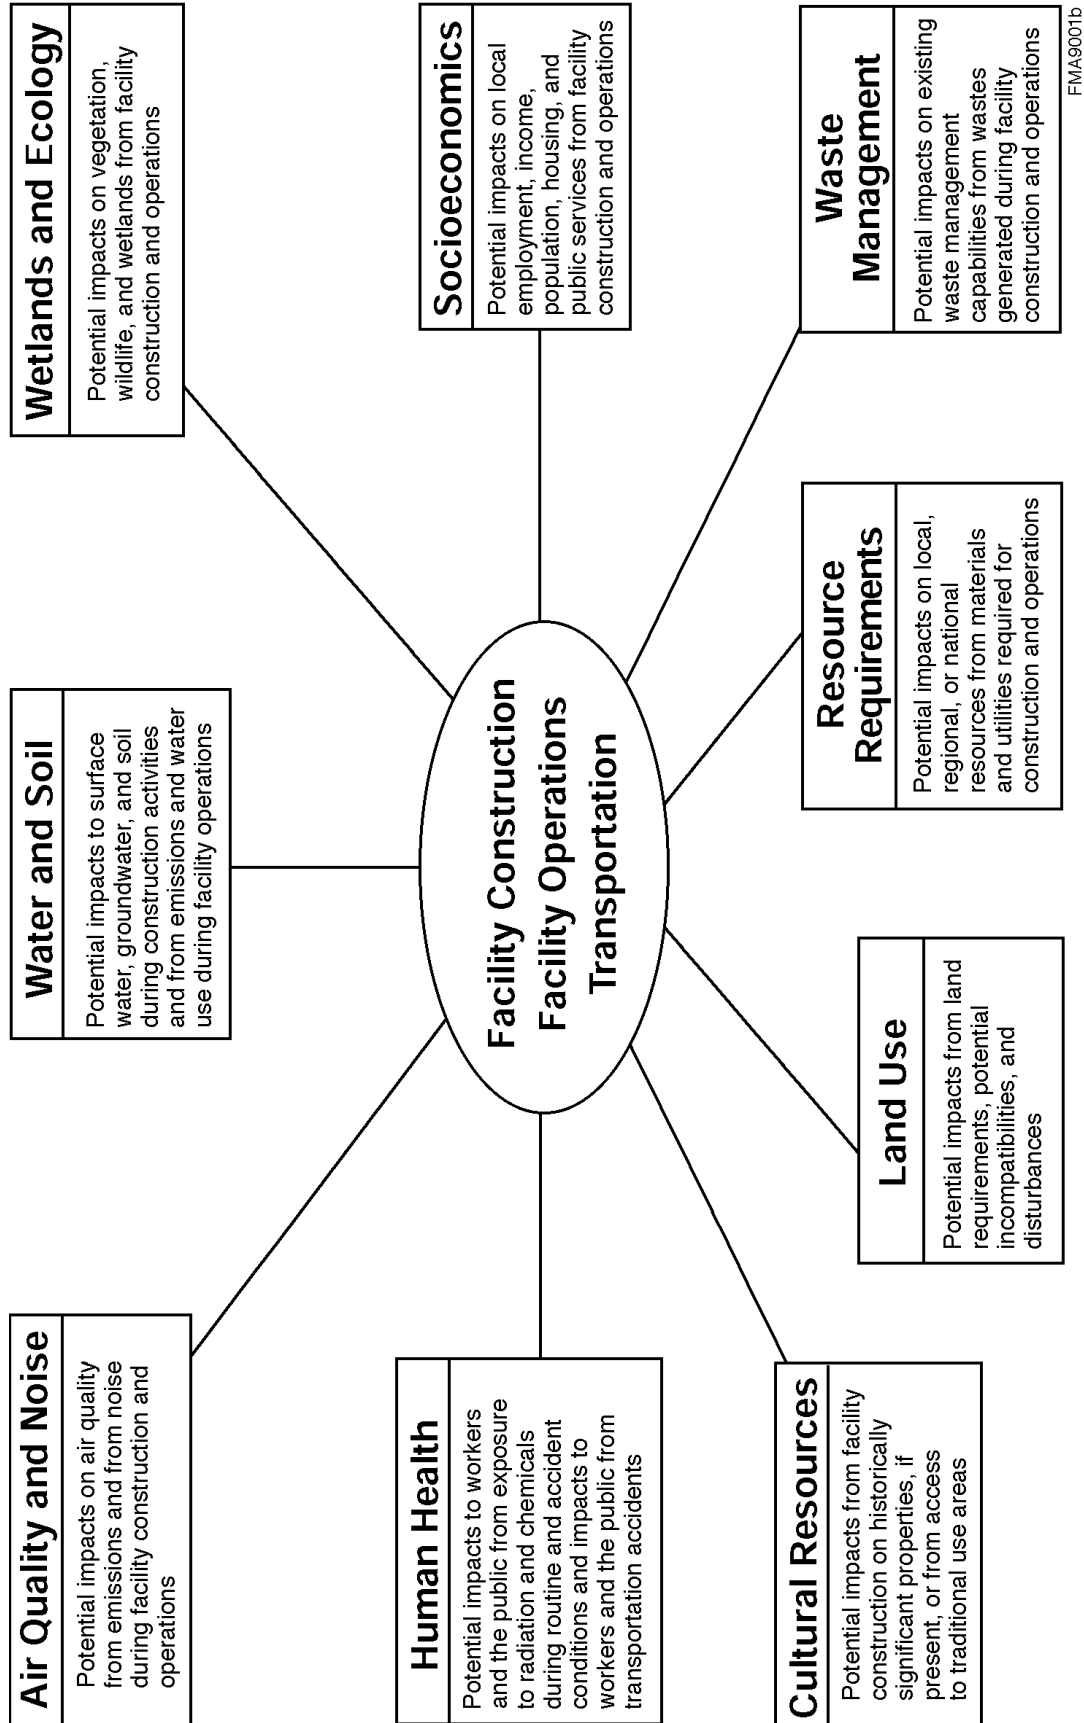 Air Quality and Noise
Potential impacts on air quality
from emissions and from noise
during facility construction and
operations
Water and Soil
Potential impacts to surface
water, groundwater, and soil
during construction activities
and from emissions and water
use during facility operations
Wetlands and Ecology
Potential impacts on vegetation,
wildlife, and wetlands from facility
construction and operations
Human Health
Potential impacts to workers
and the public from exposure
to radiation and chemicals
during routine and accident
conditions and impacts to
workers and the public from
transportation accidents
Facility Construction
Facility Operations
Transportation
Socioeconomics
Potential impacts on local
employment, income,
population, housing, and
public services from facility
construction and operations
Cultural Resources
Potential impacts from facility
construction on historically
significant properties, if
present, or from access
to traditional use areas
Land Use
Potential impacts from land
requirements, potential
incompatibilities, and
disturbances
Resource
Requirements
Potential impacts on local,
regional, or national
resources from materials
and utilities required for
construction and operations
Waste
Management
Potential impacts on existing
waste management
capabilities from wastes
generated during facility
construction and operations
FMA9001b